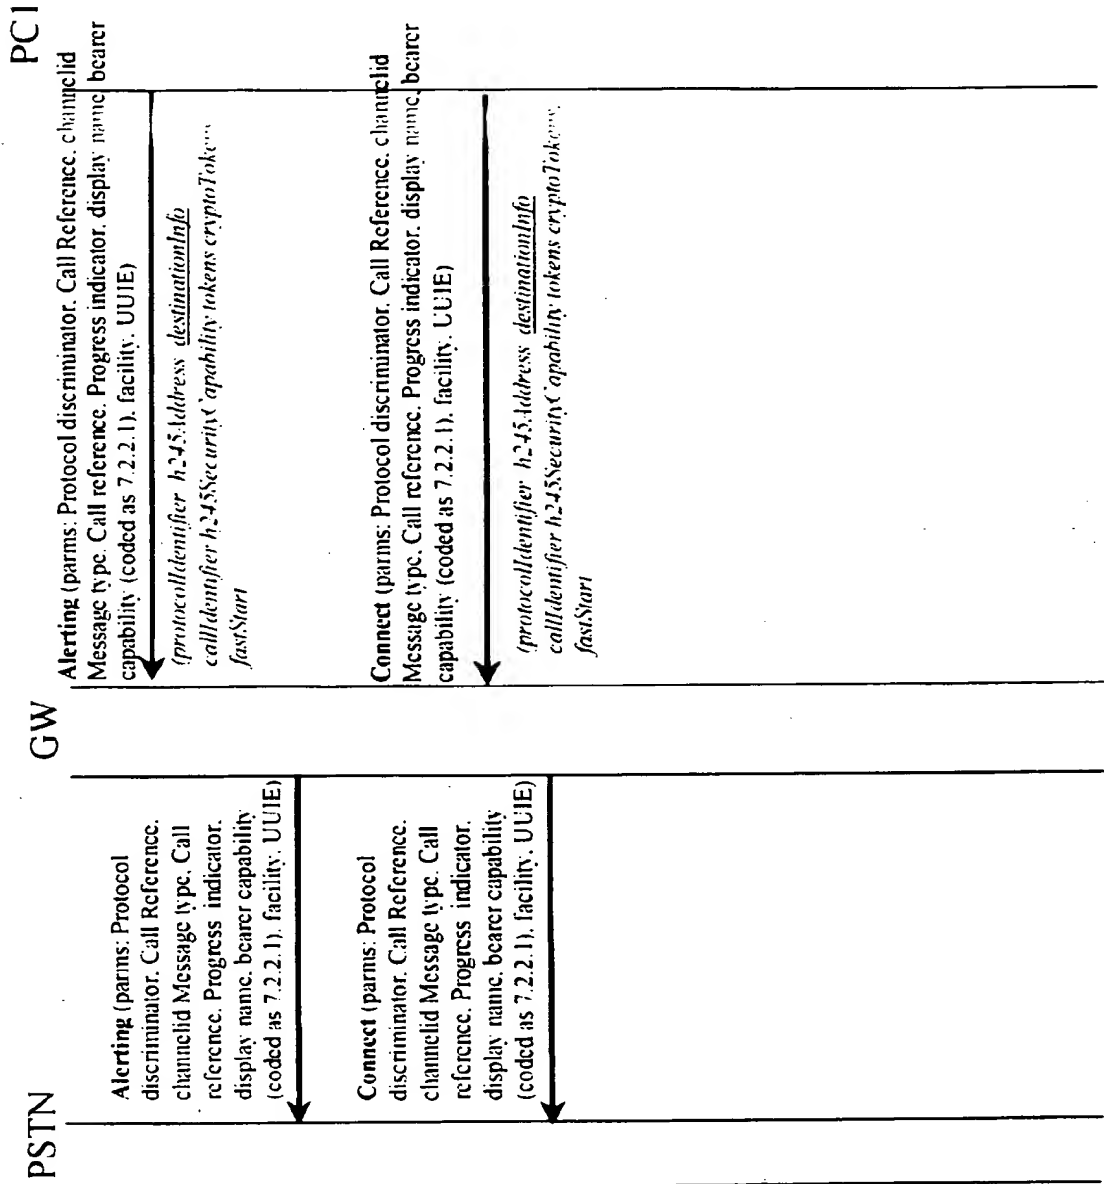 PSTN
GW
PC1
Alerting (parms: Protocol
discriminator. Call Reference.
channelid Message type. Call
reference. Progress indicator.
display name. bearer capability
(coded as 7.2.2.1). facility. UUIE)
Alerting (parms: Protocol discriminator. Call Reference. channelid
Message type. Call reference. Progress indicator. display name. bearer
capability (coded as 7.2.2.1). facility. UUIE)
(protocolIdentifier h245Address destinationInfo
callIdentifier h245SecurityCapability tokens cryptoTokens
fastStart
Connect (parms: Protocol
discriminator. Call Reference.
channelid Message type. Call
reference. Progress indicator.
display name. bearer capability
(coded as 7.2.2.1). facility. UUIE)
Connect (parms: Protocol discriminator. Call Reference. channelid
Message type. Call reference. Progress indicator. display name. bearer
capability (coded as 7.2.2.1). facility. UUIE)
(protocolIdentifier h245Address destinationInfo
callIdentifier h245SecurityCapability tokens cryptoTokens.
fastStart